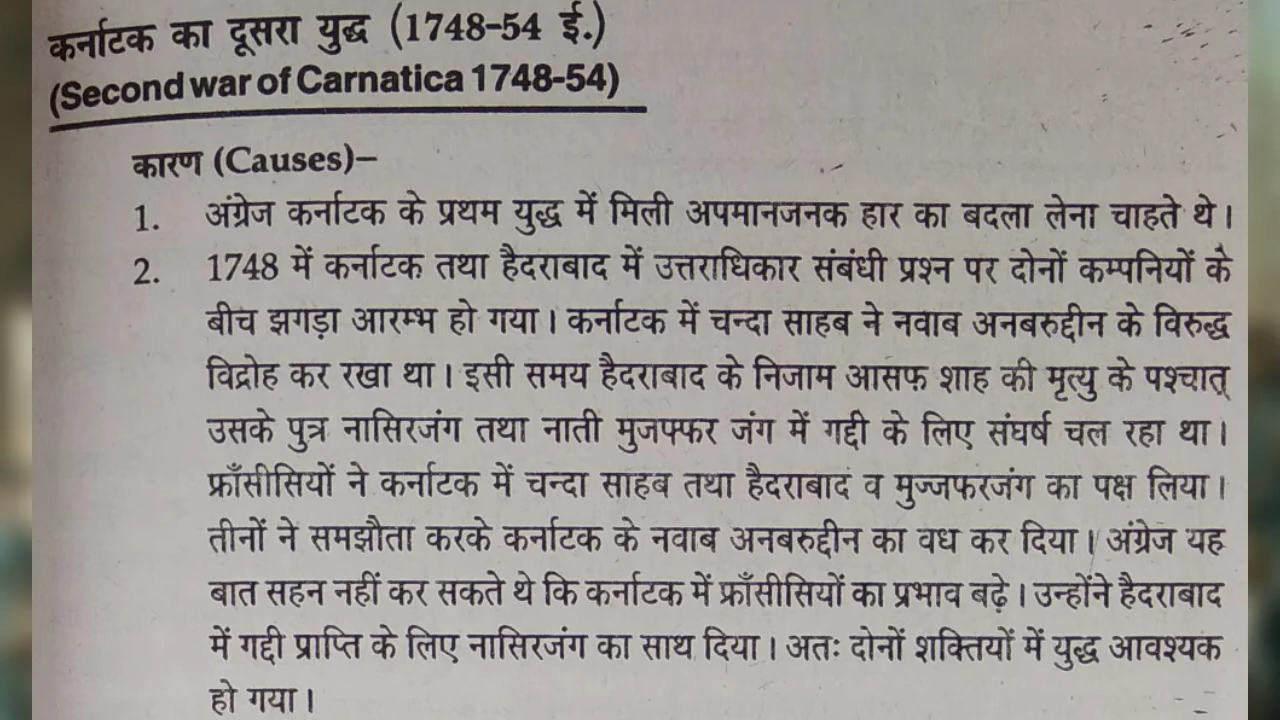 कर्नाटक का दूसरा युद्ध (1748-54 ई.)
(Second war of Carnatica 1748-54)
कारण (Causes)–
1. अंग्रेज कर्नाटक के प्रथम युद्ध में मिली अपमानजनक हार का बदला लेना चाहते थे।
2. 1748 में कर्नाटक तथा हैदराबाद में उत्तराधिकार संबंधी प्रश्न पर दोनों कम्पनियों के
बीच झगड़ा आरम्भ हो गया। कर्नाटक में चन्दा साहब ने नवाब अनबरुद्दीन के विरुद्ध
विद्रोह कर रखा था। इसी समय हैदराबाद के निजाम आसफ शाह की मृत्यु के पश्चात्
उसके पुत्र नासिरजंग तथा नाती मुजफ्फर जंग में गद्दी के लिए संघर्ष चल रहा था।
फ्राँसीसियों ने कर्नाटक में चन्दा साहब तथा हैदराबाद व मुज्जफरजंग का पक्ष लिया।
तीनों ने समझौता करके कर्नाटक के नवाब अनबरुद्दीन का वध कर दिया। अंग्रेज यह
बात सहन नहीं कर सकते थे कि कर्नाटक में फ्राँसीसियों का प्रभाव बढ़े। उन्होंने हैदराबाद
में गद्दी प्राप्ति के लिए नासिरजंग का साथ दिया। अतः दोनों शक्तियों में युद्ध आवश्यक
हो गया।